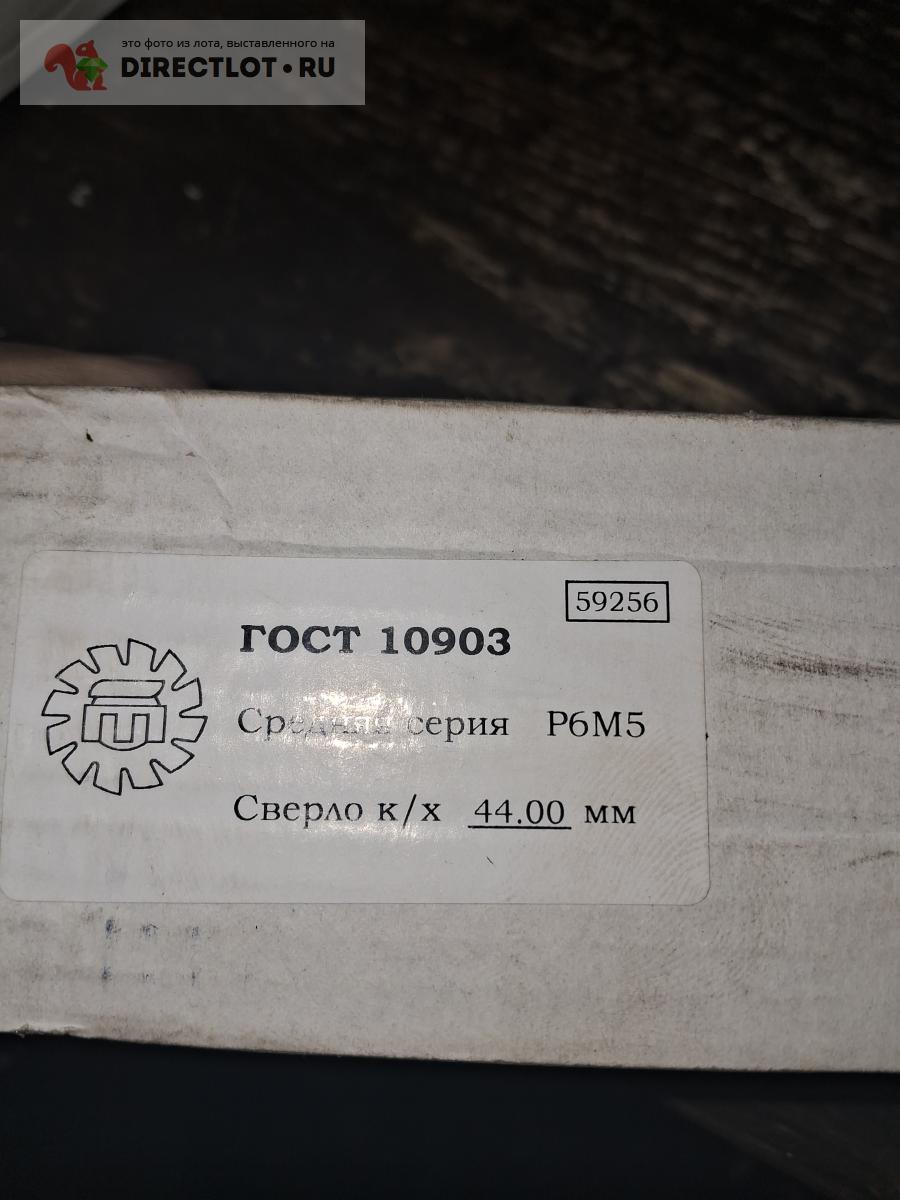 это фото из лота, выставленного на
DIRECTLOT•RU
59256
ГОСТ 10903
Средняя серия Р6М5
Сверло к/х 44.00 мм